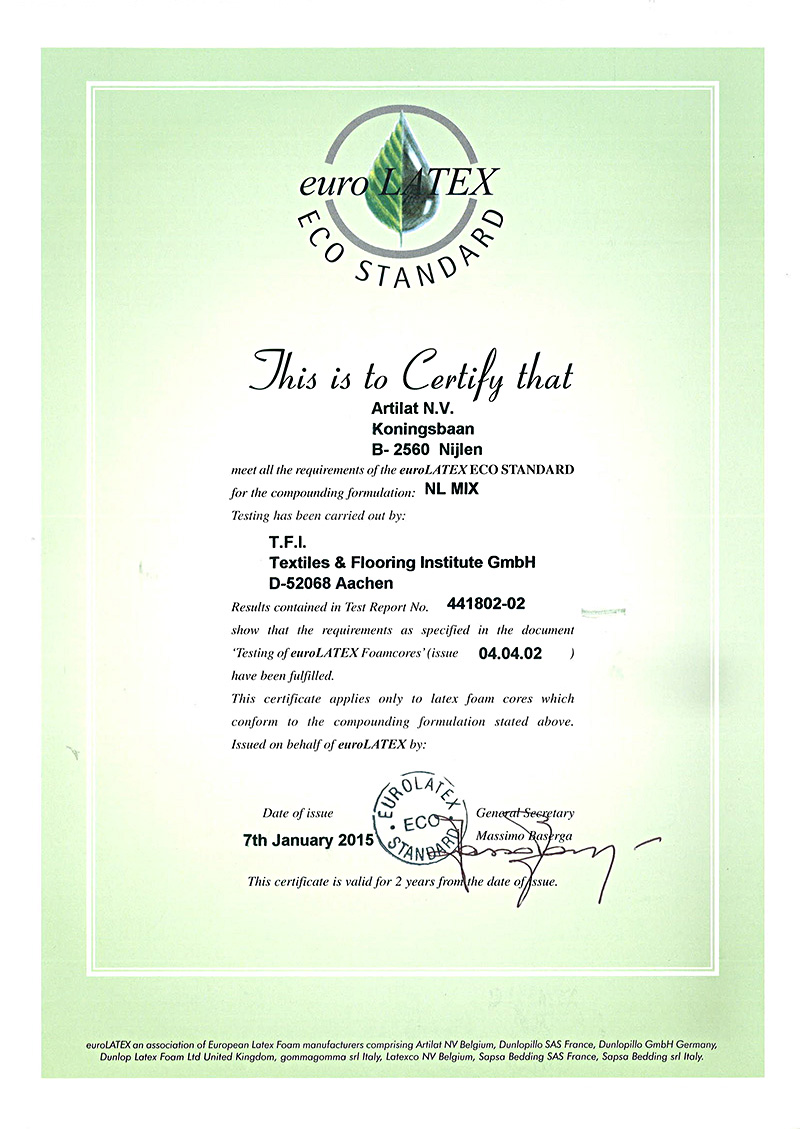 euro LATEX
ECO STANDARD
This is to Certify that
Artilat N.V.
Koningsbaan
B- 2560 Nijlen
meet all the requirements of the euroLATEX ECO STANDARD
for the compounding formulation: NL MIX
Testing has been carried out by:
T.F.I.
Textiles & Flooring Institute GmbH
D-52068 Aachen
Results contained in Test Report No. 441802-02
show that the requirements as specified in the document
‘Testing of euroLATEX Foamcores’ (issue 04.04.02 )
have been fulfilled.
This certificate applies only to latex foam cores which
conform to the compounding formulation stated above.
Issued on behalf of euroLATEX by:
EUROLATEX
ECO
STANDARD
Date of issue
General Secretary
7th January 2015
Massimo Baserga
This certificate is valid for 2 years from the date of issue.
euroLATEX an association of European Latex Foam manufacturers comprising Artilat NV Belgium, Dunlopillo SAS France, Dunlopillo GmbH Germany,
Dunlop Latex Foam Ltd United Kingdom, gommagomma srl Italy, Latexco NV Belgium, Sapsa Bedding SAS France, Sapsa Bedding srl Italy.